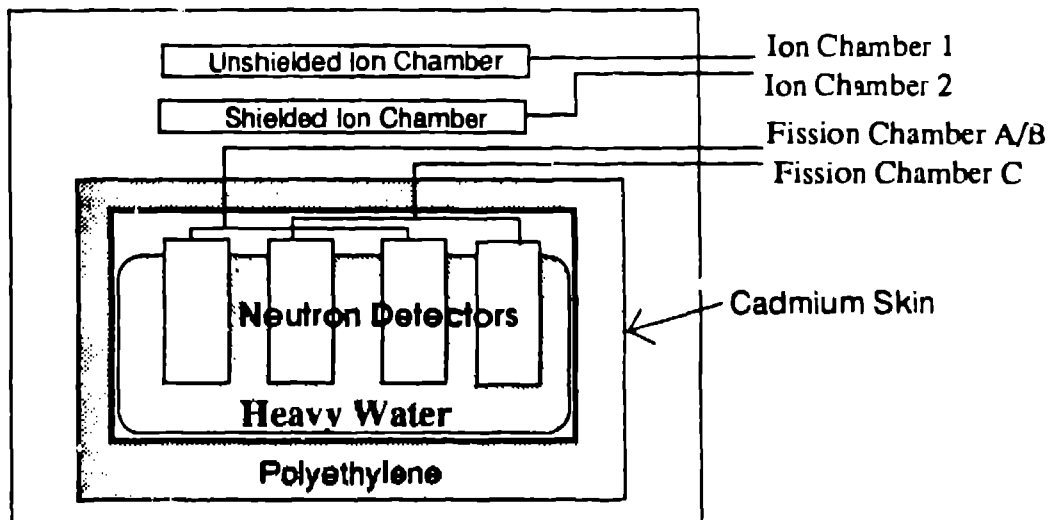 Unshielded Ion Chamber
Ion Chamber 1
Ion Chamber 2
Shielded Ion Chamber
Fission Chamber A/B
Fission Chamber C
Neutron Detectors
Cadmium Skin
Heavy Water
Polyethylene